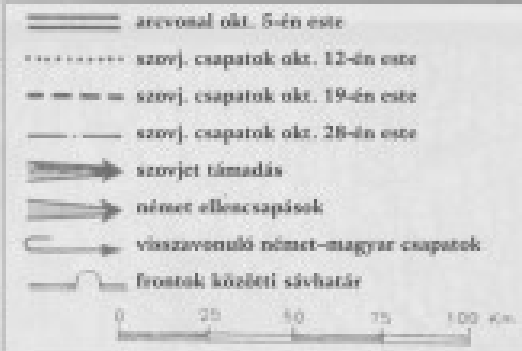 arcvonal okt. 5-én este
szovj. csapatok okt. 12-én este
szovj. csapatok okt. 19-én este
szovj. csapatok okt. 28-án este
szovjet támadás
német ellencsapások
visszavonuló német-magyar csapatok
frontok közötti sávhatár
0 25 50 75 100 Km